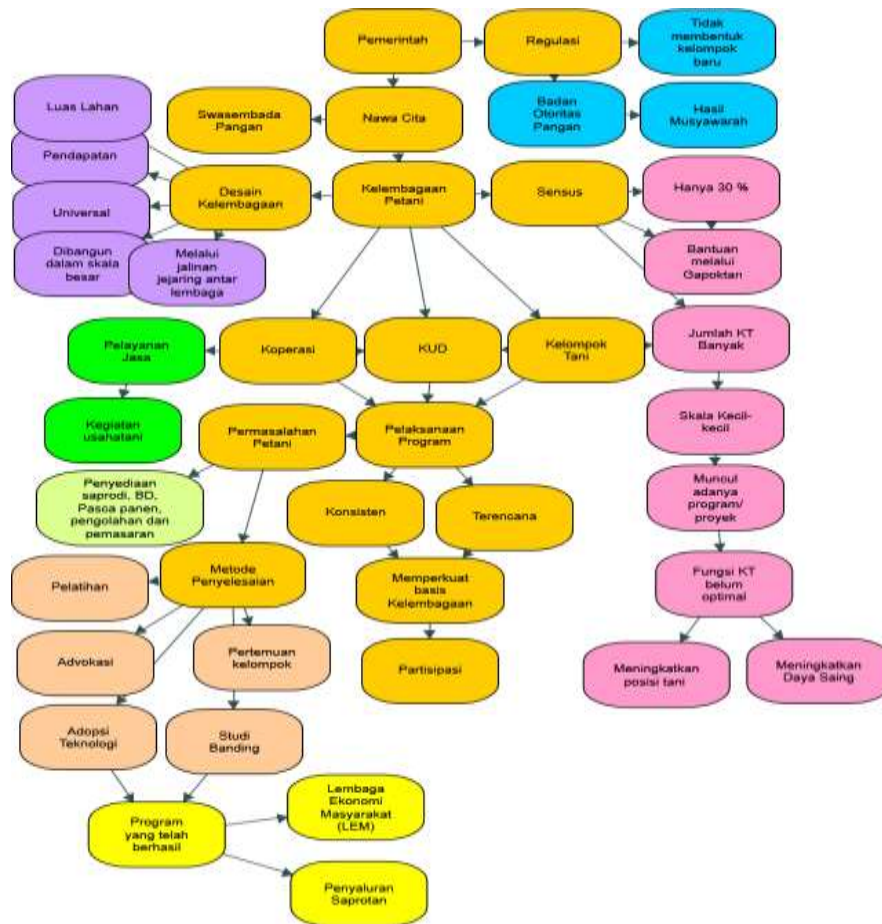 Pemerintah
Regulasi
Tidak
membentuk
kelompok
baru
Luas Lahan
Swasembada
Pangan
Nawa Cita
Badan
Otoritas
Pangan
Hasil
Musyawarah
Pendapatan
Desain
Kelembagaan
Kelembagaan
Petani
Sensus
Hanya 30 %
Universal
Dibangun
dalam skala
besar
Melalui
jalinan
jejaring antar
lembaga
Bantuan
melalui
Gapoktan
Pelayanan
Jasa
Koperasi
KUD
Kelompok
Tani
Jumlah KT
Banyak
Kegiatan
usahatani
Permasalahan
Petani
Pelaksanaan
Program
Skala Kecil-
kecil
Penyediaan
saprodi, BD,
Pasca panen,
pengolahan dan
pemasaran
Konsisten
Terencana
Muncul
adanya
program/
proyek
Pelatihan
Metode
Penyelesaian
Memperkuat
basis
Kelembagaan
Fungsi KT
belum
optimal
Advokasi
Pertemuan
kelompok
Partisipasi
Meningkatkan
posisi tani
Meningkatkan
Daya Saing
Adopsi
Teknologi
Studi
Banding
Program
yang telah
berhasil
Lembaga
Ekonomi
Masyarakat
(LEM)
Penyaluran
Saprotan